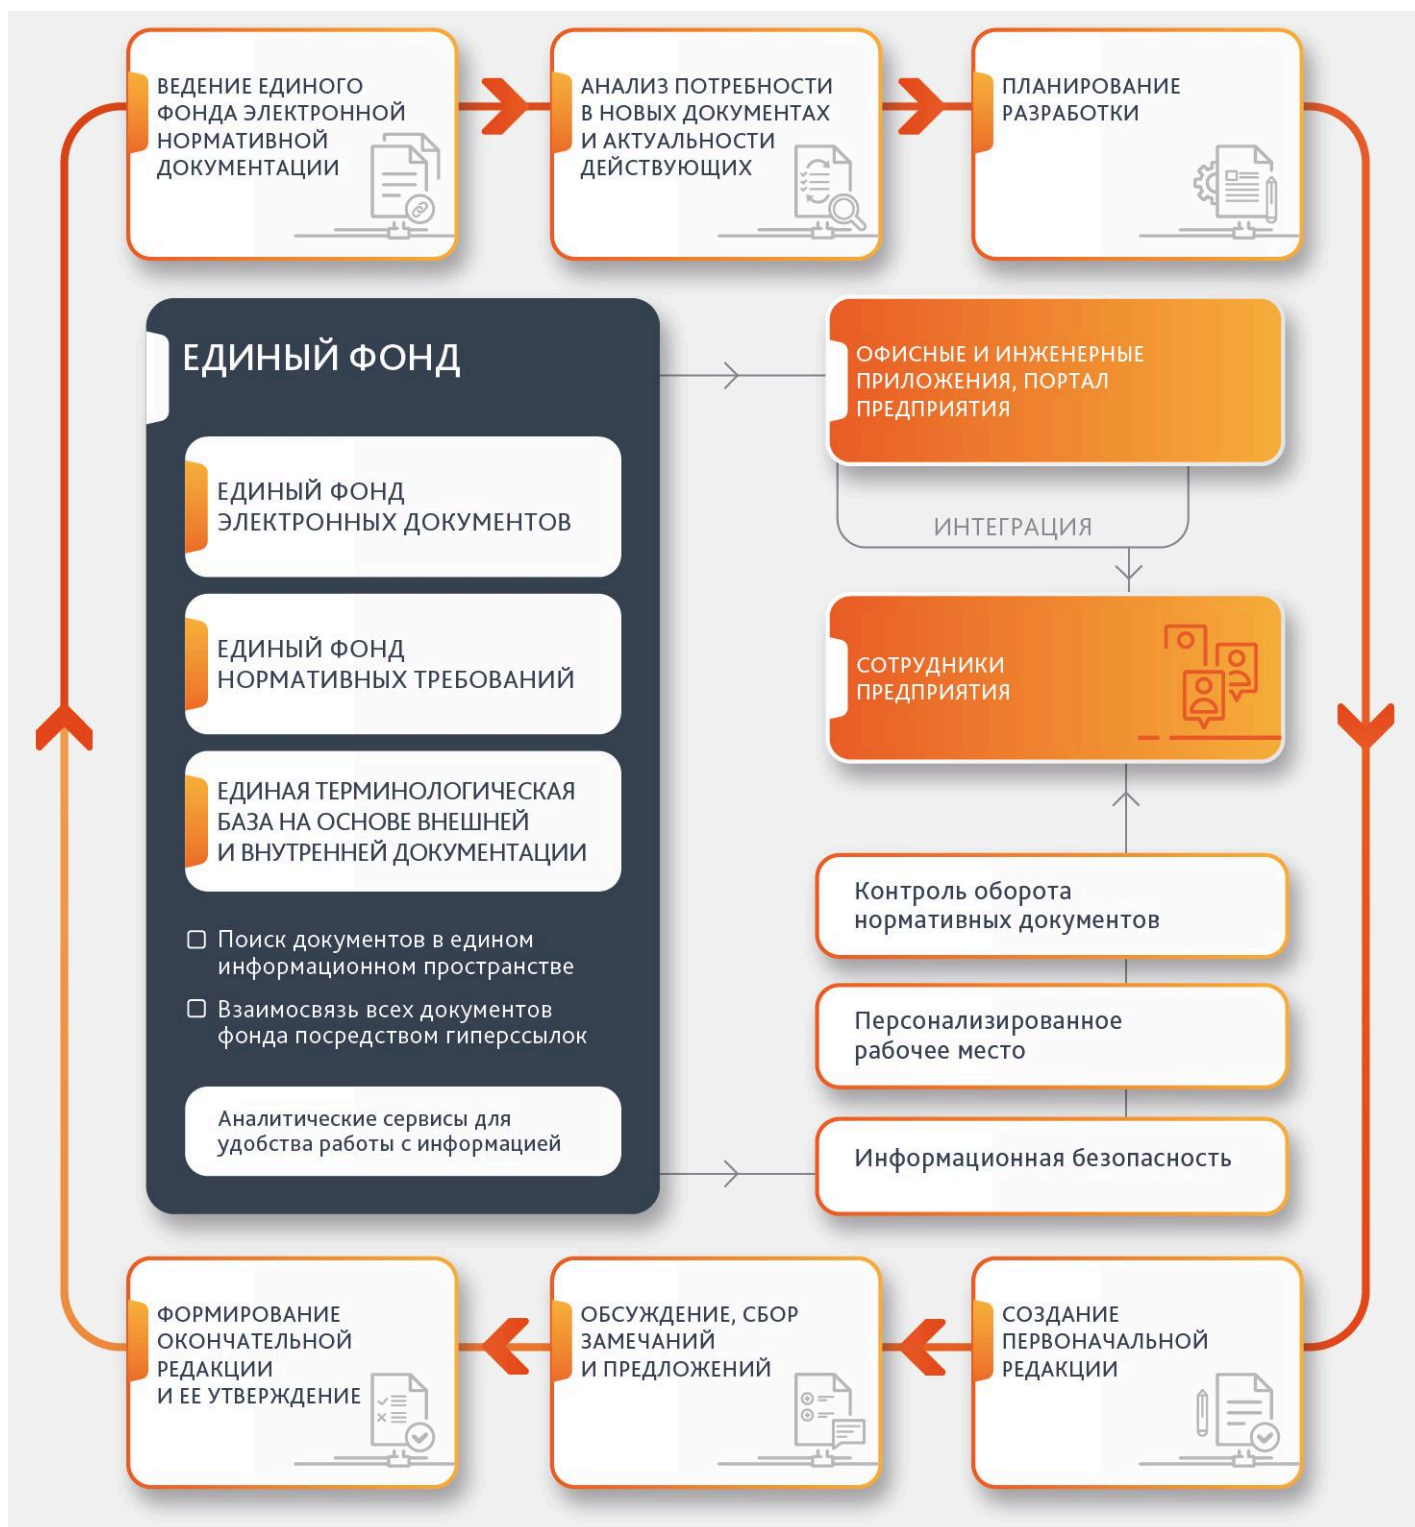 ВЕДЕНИЕ ЕДИНОГО
ФОНДА ЭЛЕКТРОННОЙ
НОРМАТИВНОЙ
ДОКУМЕНТАЦИИ
АНАЛИЗ ПОТРЕБНОСТИ
В НОВЫХ ДОКУМЕНТАХ
И АКТУАЛЬНОСТИ
ДЕЙСТВУЮЩИХ
ПЛАНИРОВАНИЕ
РАЗРАБОТКИ
ЕДИНЫЙ ФОНД
ЕДИНЫЙ ФОНД
ЭЛЕКТРОННЫХ ДОКУМЕНТОВ
ЕДИНЫЙ ФОНД
НОРМАТИВНЫХ ТРЕБОВАНИЙ
ЕДИНАЯ ТЕРМИНОЛОГИЧЕСКАЯ
БАЗА НА ОСНОВЕ ВНЕШНЕЙ
И ВНУТРЕННЕЙ ДОКУМЕНТАЦИИ
Поиск документов в едином
информационном пространстве
Взаимосвязь всех документов
фонда посредством гиперссылок
Аналитические сервисы для
удобства работы с информацией
ОФИСНЫЕ И ИНЖЕНЕРНЫЕ
ПРИЛОЖЕНИЯ, ПОРТАЛ
ПРЕДПРИЯТИЯ
ИНТЕГРАЦИЯ
СОТРУДНИКИ
ПРЕДПРИЯТИЯ
Контроль оборота
нормативных документов
Персонализированное
рабочее место
Информационная безопасность
ФОРМИРОВАНИЕ
ОКОНЧАТЕЛЬНОЙ
РЕДАКЦИИ
И ЕЕ УТВЕРЖДЕНИЕ
ОБСУЖДЕНИЕ, СБОР
ЗАМЕЧАНИЙ
И ПРЕДЛОЖЕНИЙ
СОЗДАНИЕ
ПЕРВОНАЧАЛЬНОЙ
РЕДАКЦИИ